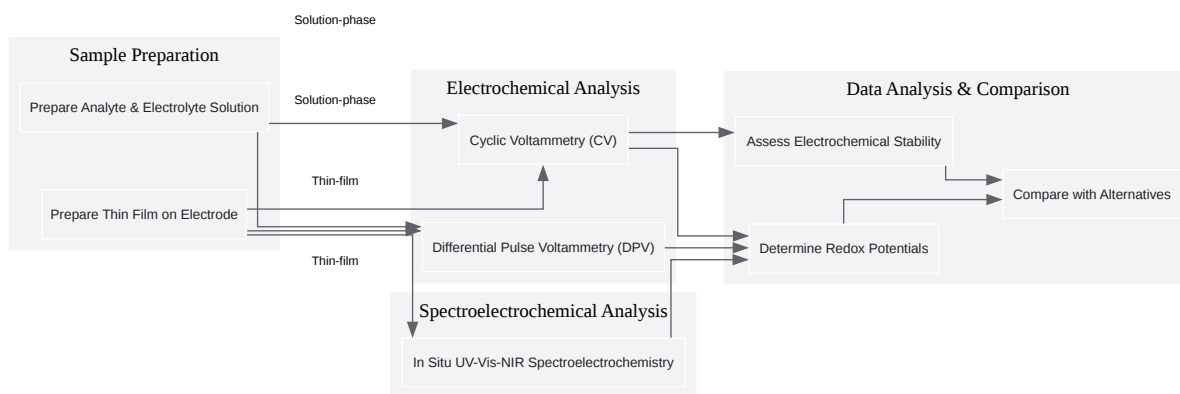 Solution-phase
Sample Preparation
Prepare Analyte & Electrolyte Solution
Solution-phase
Thin-film
Prepare Thin Film on Electrode
Thin-film
Electrochemical Analysis
Cyclic Voltammetry (CV)
Differential Pulse Voltammetry (DPV)
Spectroelectrochemical Analysis
In Situ UV-Vis-NIR Spectroelectrochemistry
Data Analysis & Comparison
Assess Electrochemical Stability
Compare with Alternatives
Determine Redox Potentials